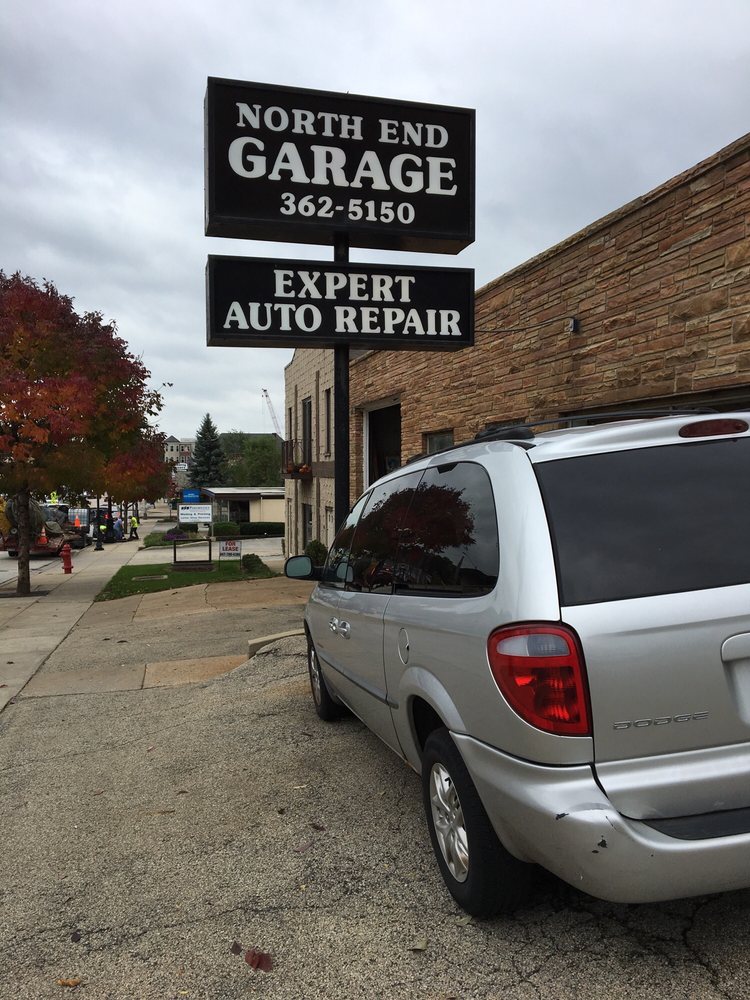 NORTH END
GARAGE
362-5150
EXPERT
AUTO REPAIR
FOR
LEASE
DODGE